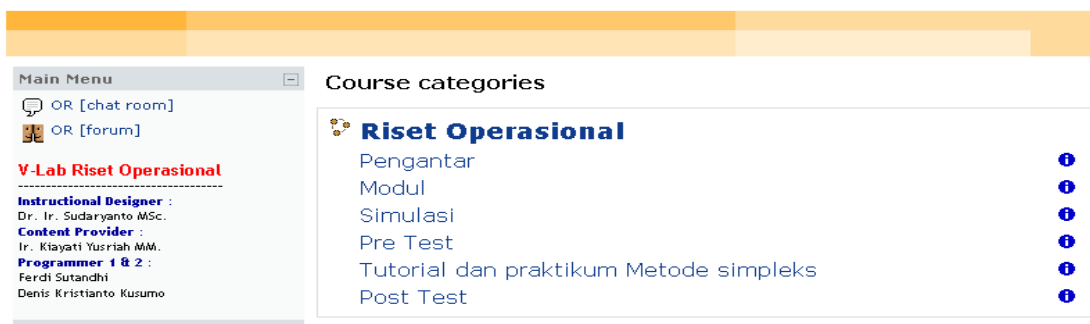 Main Menu
OR [chat room]
OR [forum]
V-Lab Riset Operasional
-------------------------------------
Instructional Designer :
Dr. Ir. Sudaryanto MSc.
Content Provider :
Ir. Kiayati Yusriah MM.
Programmer 1 & 2 :
Ferdi Sutandhi
Denis Kristianto Kusumo
Course categories
Riset Operasional
Pengantar
Modul
Simulasi
Pre Test
Tutorial dan praktikum Metode simpleks
Post Test